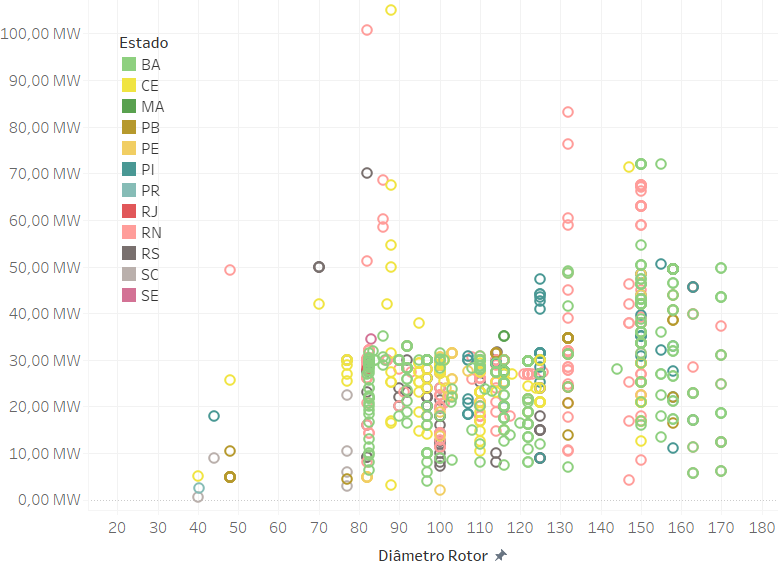 100,00 MW
90,00 MW
80,00 MW
70,00 MW
60,00 MW
50,00 MW
40,00 MW
30,00 MW
20,00 MW
10,00 MW
0,00 MW
Estado
BA
CE
MA
PB
PE
PI
PR
RJ
RN
RS
SC
SE
20 30 40 50 60 70 80 90 100 110 120 130 140 150 160 170 180
Diâmetro Rotor